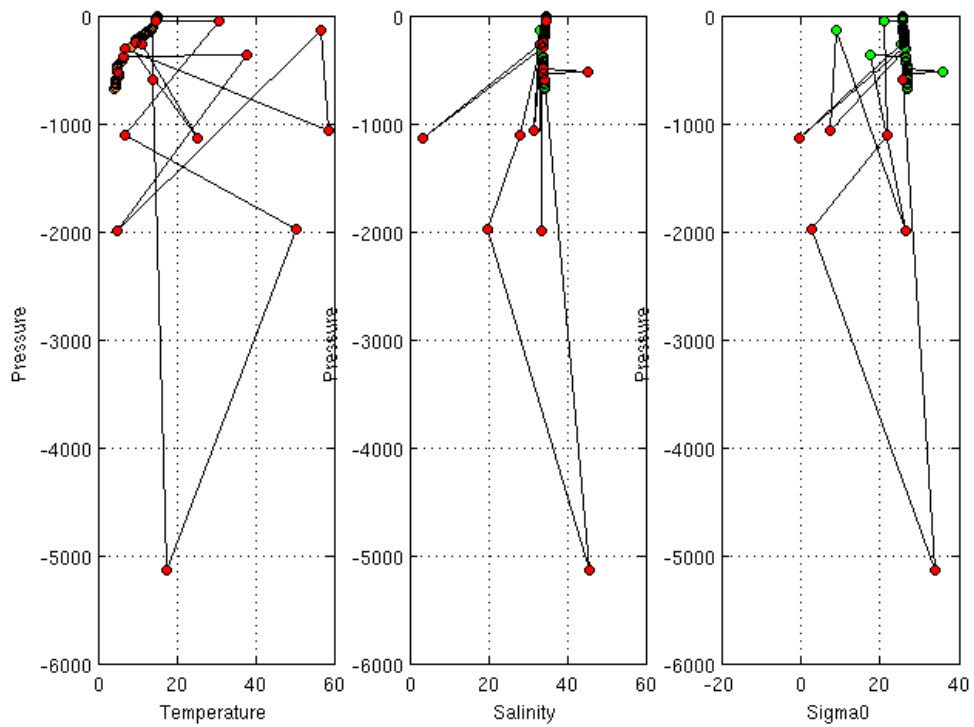 0 0 0
-1000 -1000 -1000
-2000 -2000 -2000
-3000 -3000 -3000
Pressure Pressure Pressure
-4000 -4000 -4000
-5000 -5000 -5000
-6000 -6000 -6000
0 20 40 60 0 20 40 60 -20 0 20 40
Temperature Salinity Sigma0